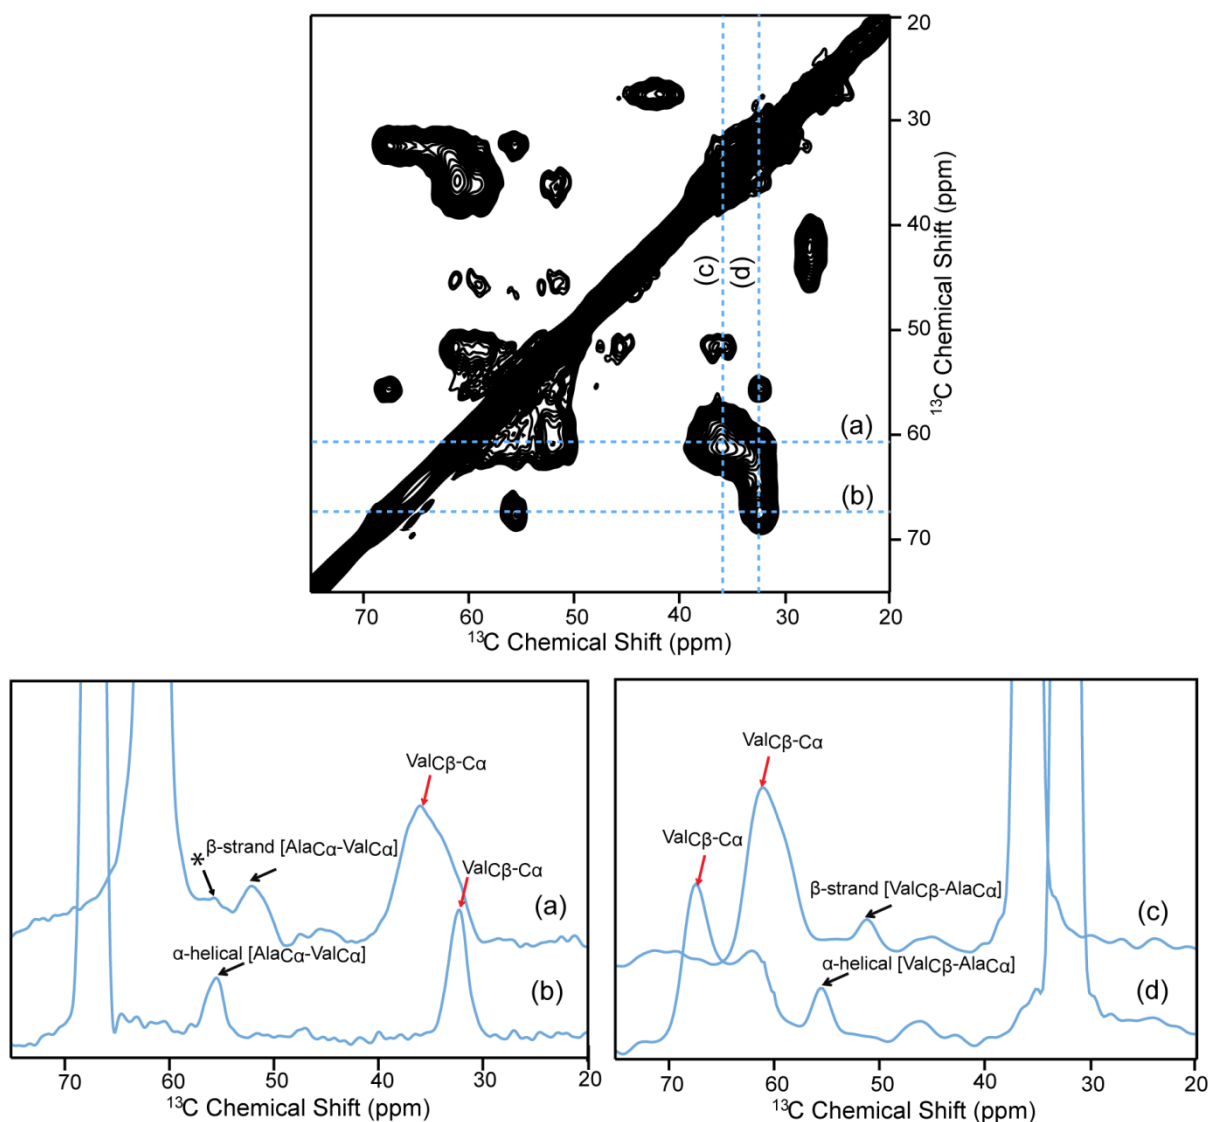 20
30
40
50
60
70
¹³C Chemical Shift (ppm)
(c)
(d)
(a)
(b)
70 60 50 40 30 20
¹³C Chemical Shift (ppm)
ValCβ-Cα
* β-strand [AlaCα-ValCα]
ValCβ-Cα
(a)
α-helical [AlaCα-ValCα]
(b)
70 60 50 40 30 20
¹³C Chemical Shift (ppm)
ValCβ-Cα
ValCβ-Cα
β-strand [ValCβ-AlaCα]
(c)
α-helical [ValCβ-AlaCα]
(d)
70 60 50 40 30 20
¹³C Chemical Shift (ppm)